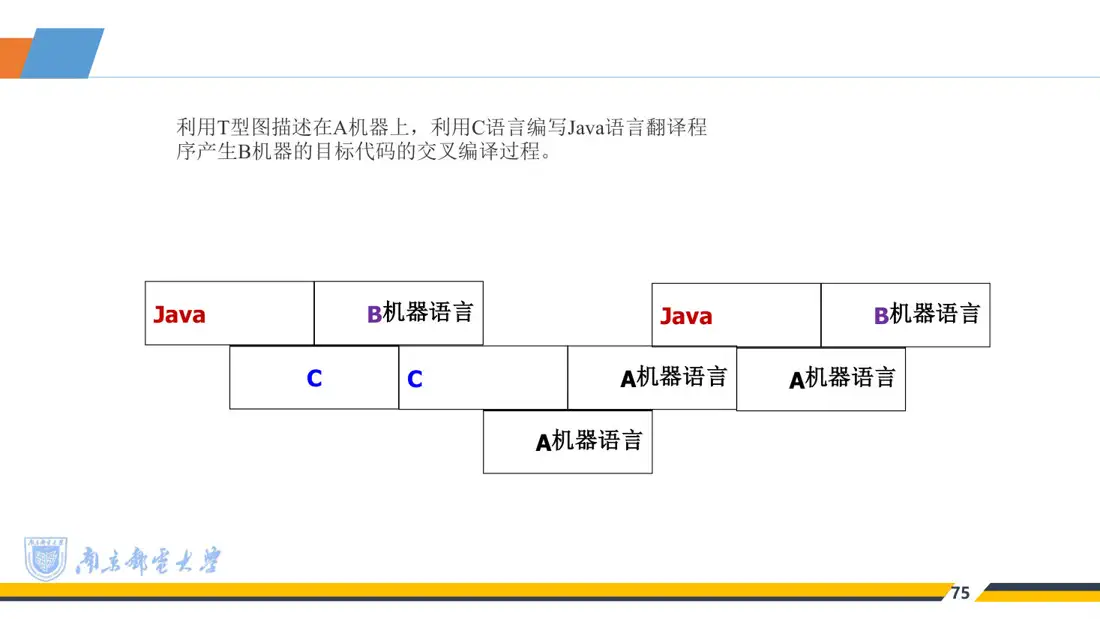 利用T型图描述在A机器上，利用C语言编写Java语言翻译程
序产生B机器的目标代码的交叉编译过程。
Java
B机器语言
Java
B机器语言
C
C
A机器语言
A机器语言
A机器语言
南京邮电大学
75